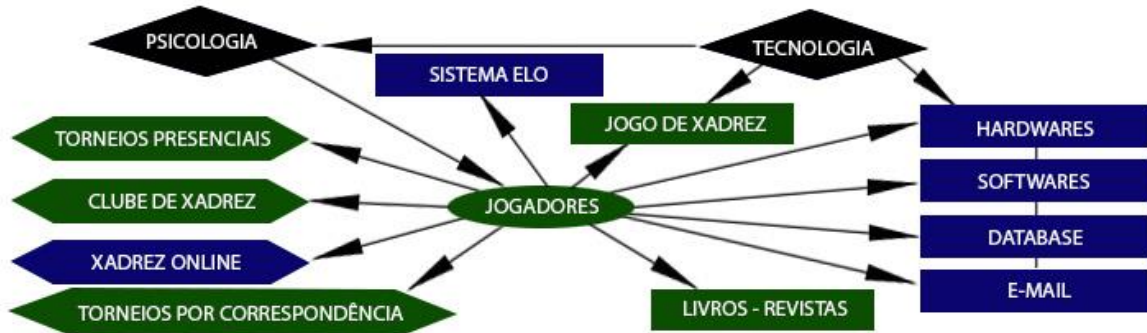 PSICOLOGIA
TECNOLOGIA
SISTEMA ELO
JOGO DE XADREZ
HARDWARES
TORNEIOS PRESENCIAIS
SOFTWARES
CLUBE DE XADREZ
JOGADORES
DATABASE
XADREZ ONLINE
E-MAIL
LIVROS - REVISTAS
TORNEIOS POR CORRESPONDÊNCIA